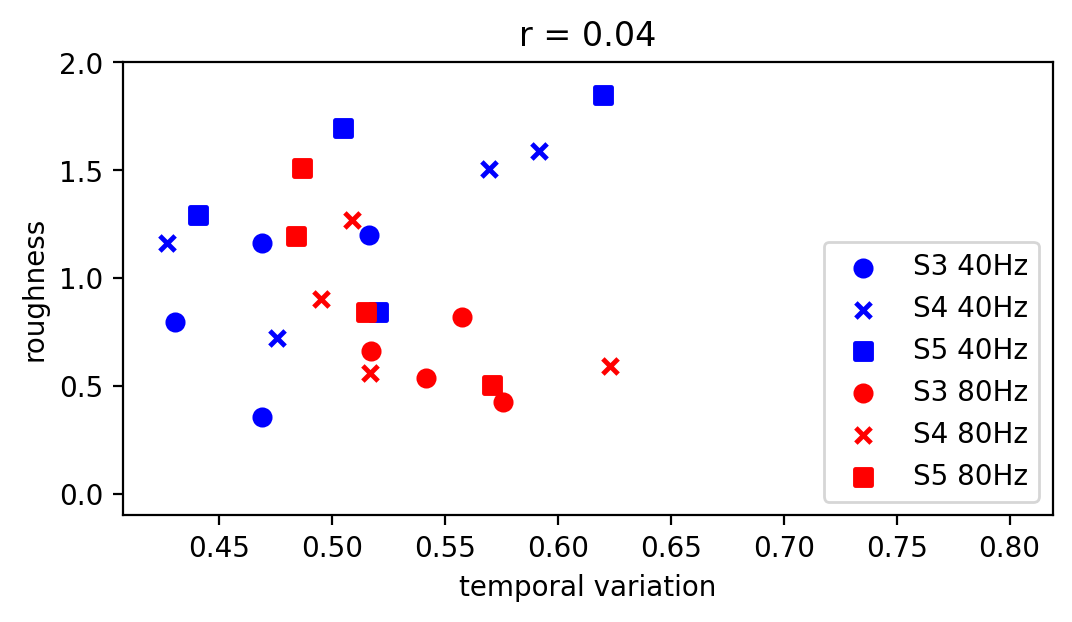 r = 0.04
2.0
1.5
1.0
0.5
0.0
roughness
S3 40Hz
S4 40Hz
S5 40Hz
S3 80Hz
S4 80Hz
S5 80Hz
0.45 0.50 0.55 0.60 0.65 0.70 0.75 0.80
temporal variation